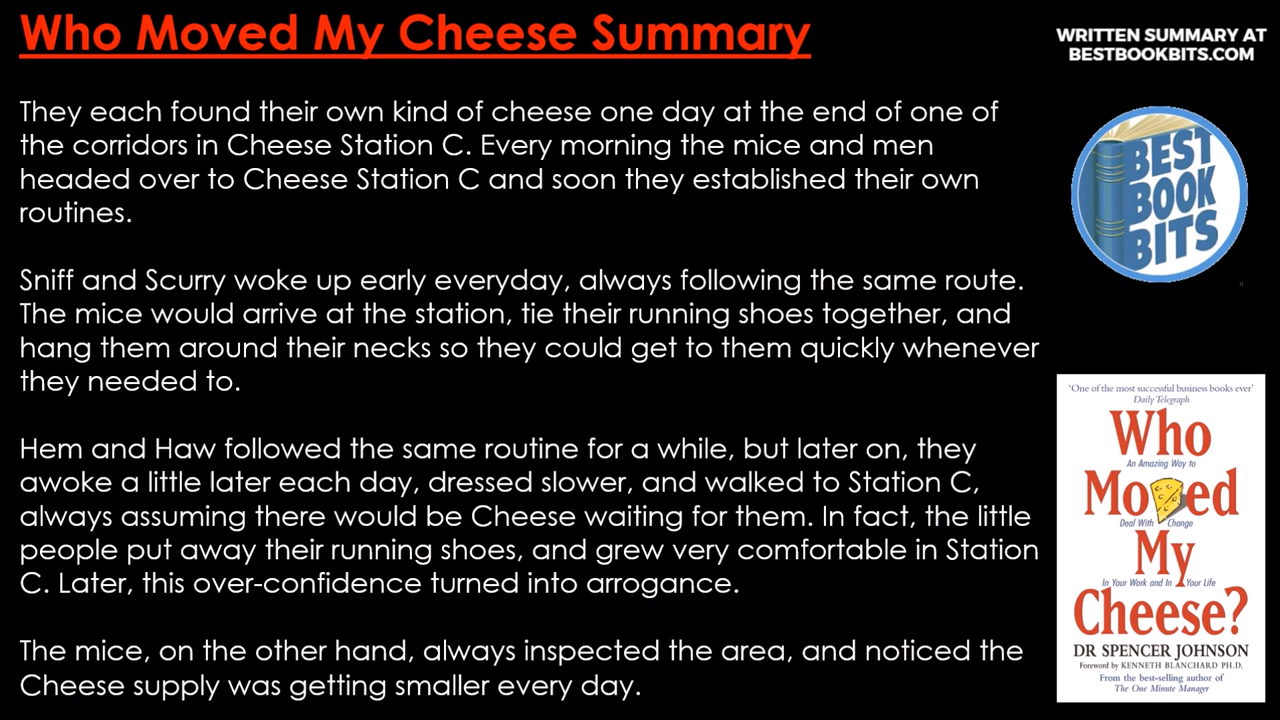 Who Moved My Cheese Summary
WRITTEN SUMMARY AT
BESTBOOKBITS.COM
They each found their own kind of cheese one day at the end of one of
the corridors in Cheese Station C. Every morning the mice and men
headed over to Cheese Station C and soon they established their own
routines.
Sniff and Scurry woke up early everyday, always following the same route.
The mice would arrive at the station, tie their running shoes together, and
hang them around their necks so they could get to them quickly whenever
they needed to.
Hem and Haw followed the same routine for a while, but later on, they
awoke a little later each day, dressed slower, and walked to Station C,
always assuming there would be Cheese waiting for them. In fact, the little
people put away their running shoes, and grew very comfortable in Station
C. Later, this over-confidence turned into arrogance.
The mice, on the other hand, always inspected the area, and noticed the
Cheese supply was getting smaller every day.
BEST
BOOK
BITS
'One of the most successful business books ever'
Daily Telegraph
Who
An Amazing Way to
Moved
Deal With Change
My
In Your Work and In Your Life
Cheese?
DR SPENCER JOHNSON
Foreword by KENNETH BLANCHARD PH.D.
From the best-selling author of
The One Minute Manager